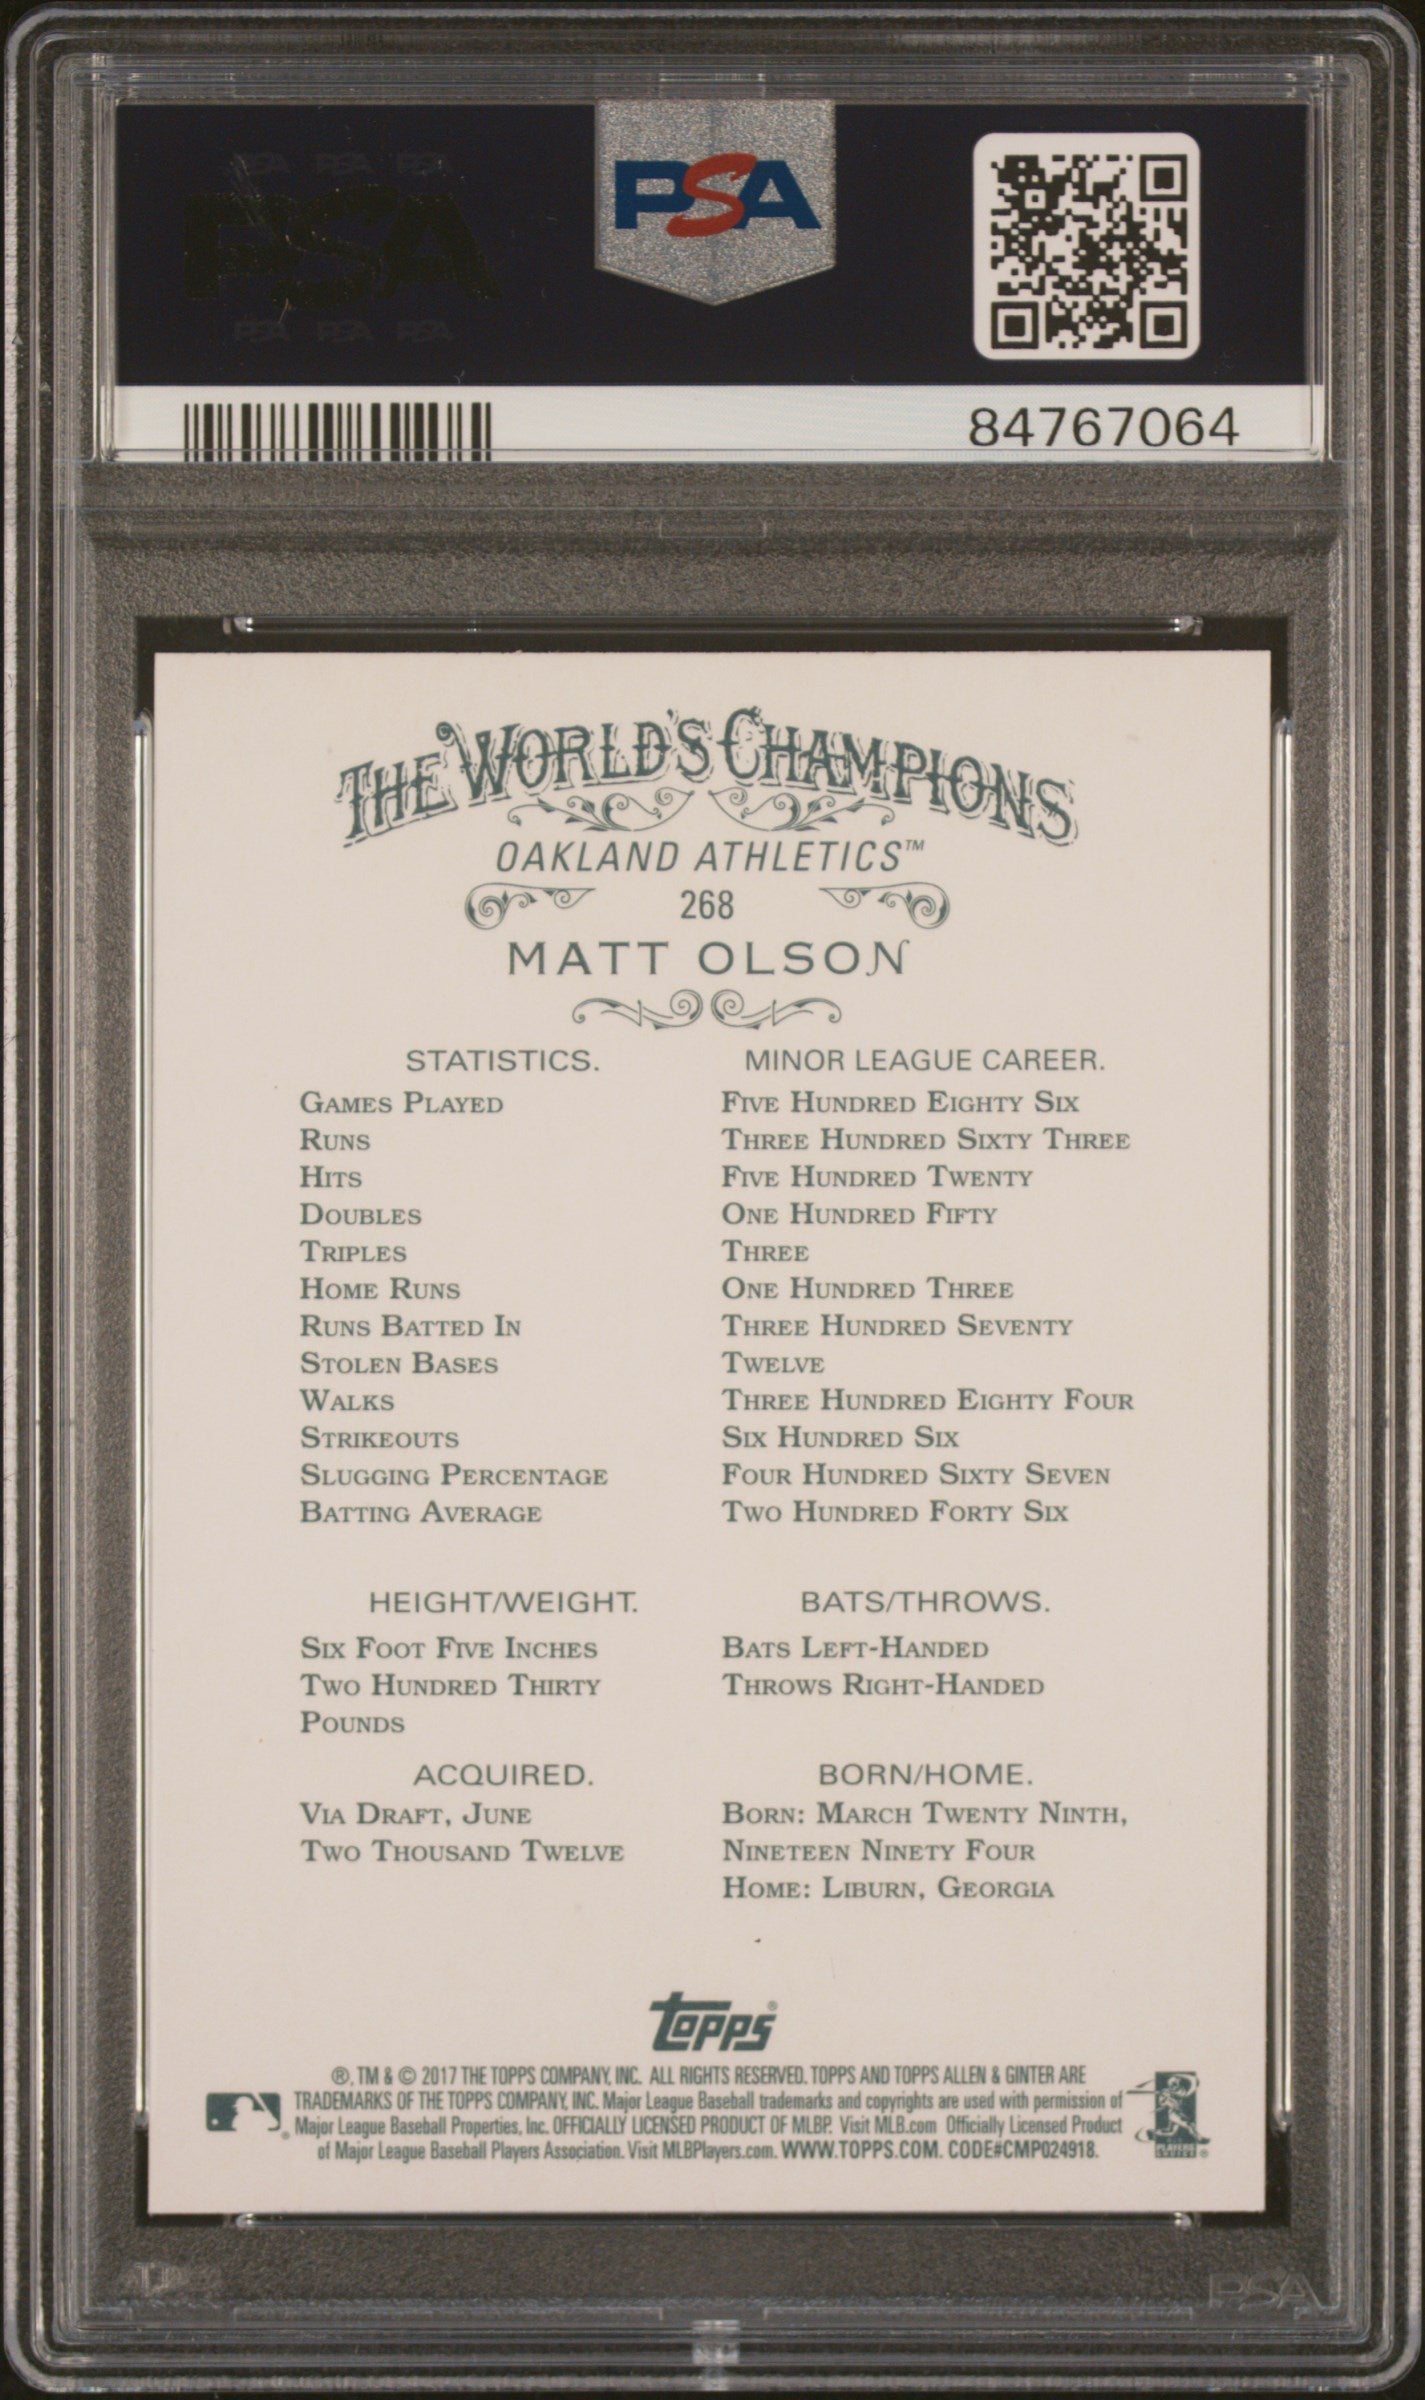 PSA PSA PSA
PSA
PSA PSA PSA
PSA
84767064
THE WORLD'S CHAMPIONS
OAKLAND ATHLETICS™
268
MATT OLSON
STATISTICS. MINOR LEAGUE CAREER.
GAMES PLAYED FIVE HUNDRED EIGHTY SIX
RUNS THREE HUNDRED SIXTY THREE
HITS FIVE HUNDRED TWENTY
DOUBLES ONE HUNDRED FIFTY
TRIPLES THREE
HOME RUNS ONE HUNDRED THREE
RUNS BATTED IN THREE HUNDRED SEVENTY
STOLEN BASES TWELVE
WALKS THREE HUNDRED EIGHTY FOUR
STRIKEOUTS SIX HUNDRED SIX
SLUGGING PERCENTAGE FOUR HUNDRED SIXTY SEVEN
BATTING AVERAGE TWO HUNDRED FORTY SIX
HEIGHT/WEIGHT. BATS/THROWS.
SIX FOOT FIVE INCHES BATS LEFT-HANDED
TWO HUNDRED THIRTY THROWS RIGHT-HANDED
POUNDS
ACQUIRED. BORN/HOME.
VIA DRAFT, JUNE BORN: MARCH TWENTY NINTH,
TWO THOUSAND TWELVE NINETEEN NINETY FOUR
HOME: LIBURN, GEORGIA
TOPPS®
®, TM & © 2017 THE TOPPS COMPANY, INC. ALL RIGHTS RESERVED. TOPPS AND TOPPS ALLEN & GINTER ARE
TRADEMARKS OF THE TOPPS COMPANY, INC. Major League Baseball trademarks and copyrights are used with permission of
Major League Baseball Properties, Inc. OFFICIALLY LICENSED PRODUCT OF MLBP. Visit MLB.com Officially Licensed Product
of Major League Baseball Players Association. Visit MLBPlayers.com. WWW.TOPPS.COM. CODE#CMP024918.
PSA